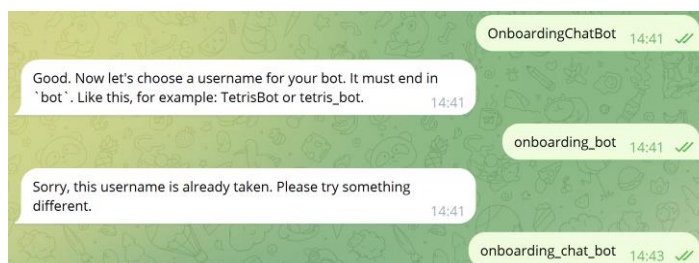 OnboardingChatBot 14:41
Good. Now let's choose a username for your bot. It must end in
`bot`. Like this, for example: TetrisBot or tetris_bot.
14:41
onboarding_bot 14:41
Sorry, this username is already taken. Please try something
different.
14:41
onboarding_chat_bot 14:43